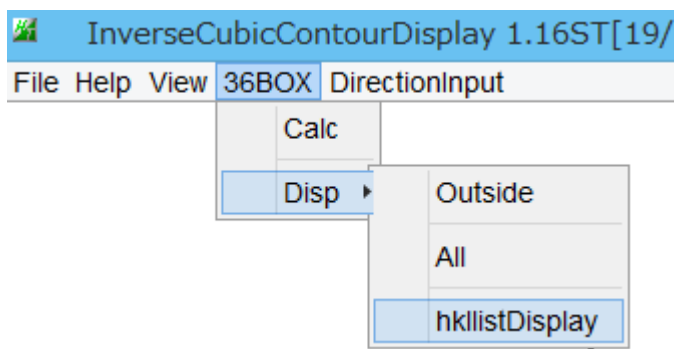 InverseCubicContourDisplay 1.16ST[19/
File Help View 36BOX DirectionInput
Calc
Disp
Outside
All
hkllistDisplay